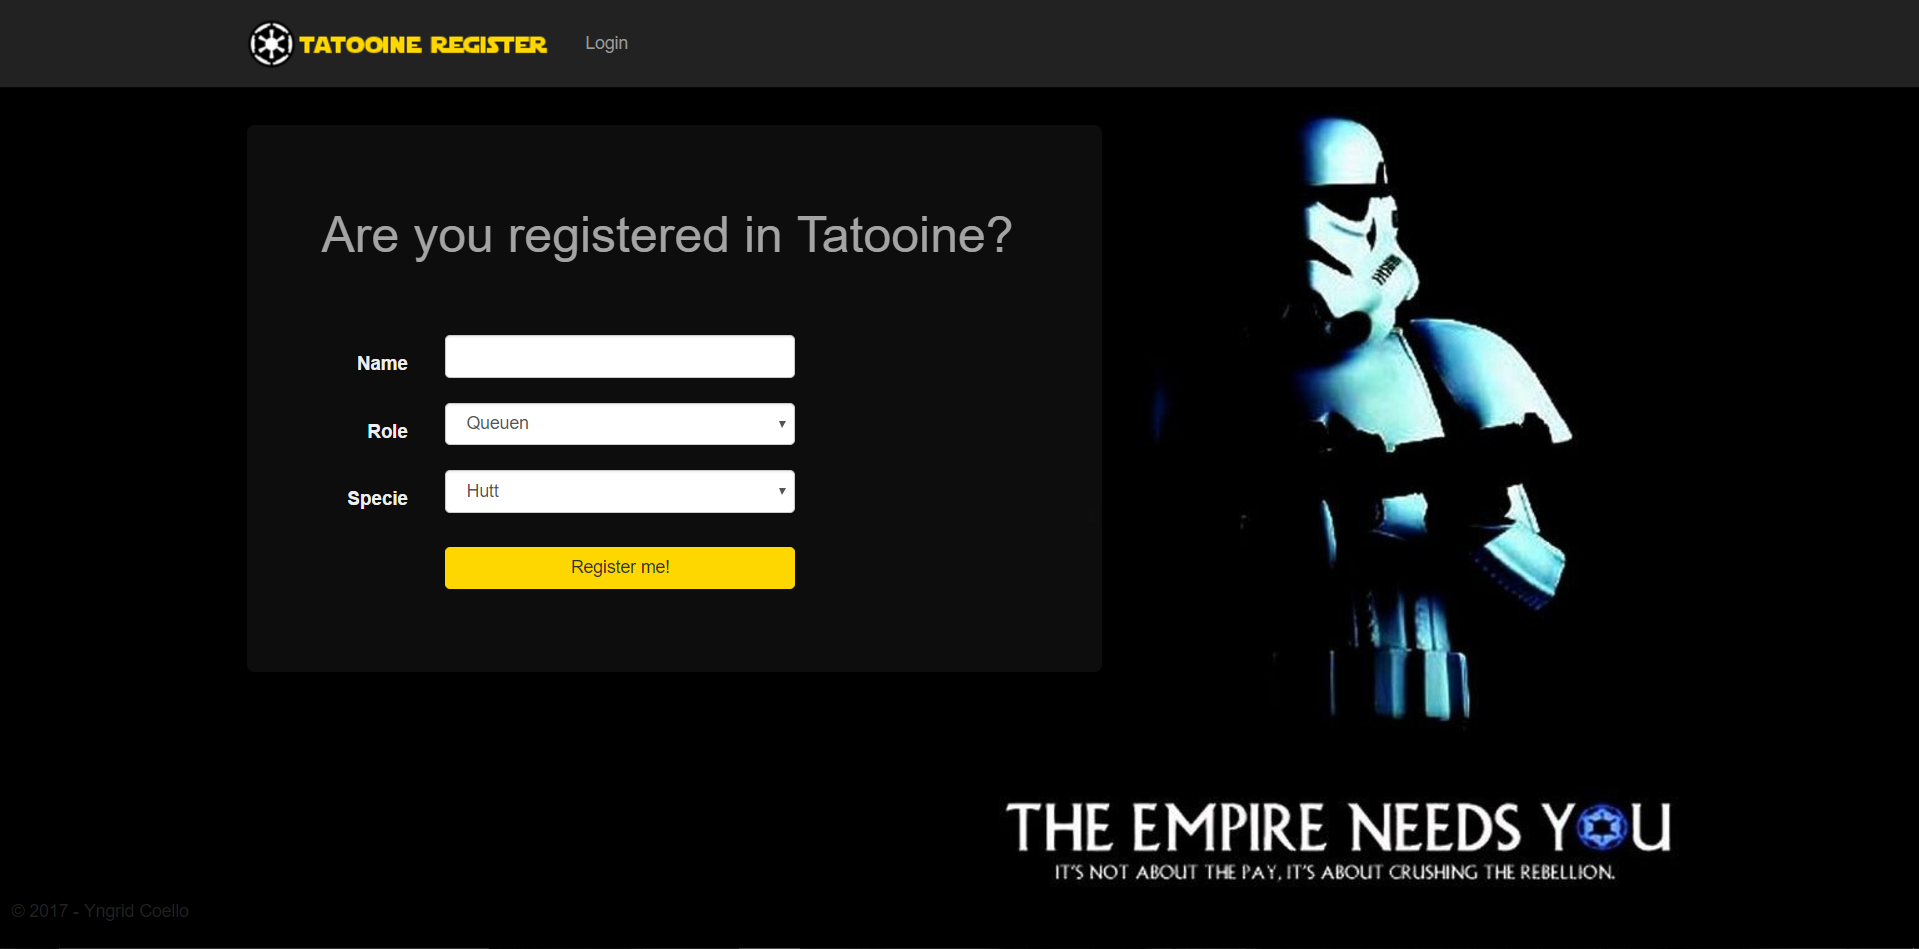 TATOOINE REGISTER Login
Are you registered in Tatooine?
Name
Role Queuen
Specie Hutt
Register me!
THE EMPIRE NEEDS YOU
IT'S NOT ABOUT THE PAY, IT'S ABOUT CRUSHING THE REBELLION.
© 2017 - Yngrid Coello